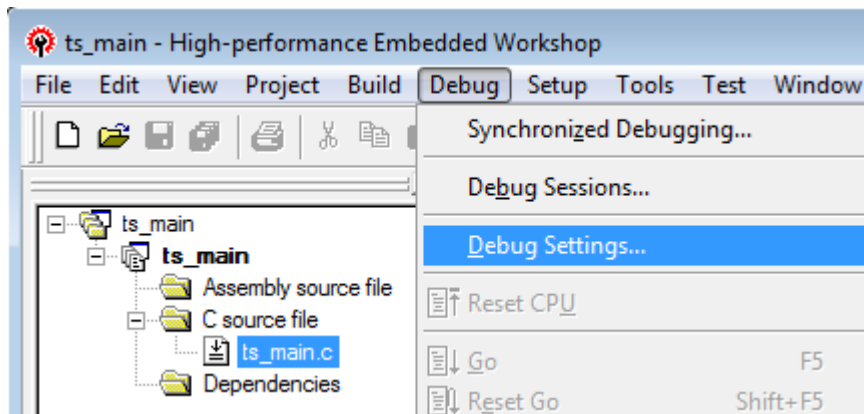 ts_main - High-performance Embedded Workshop
File Edit View Project Build Debug Setup Tools Test Window
Synchronized Debugging...
Debug Sessions...
Debug Settings...
Reset CPU
Go F5
Reset Go Shift+F5
ts_main
ts_main
Assembly source file
C source file
ts_main.c
Dependencies